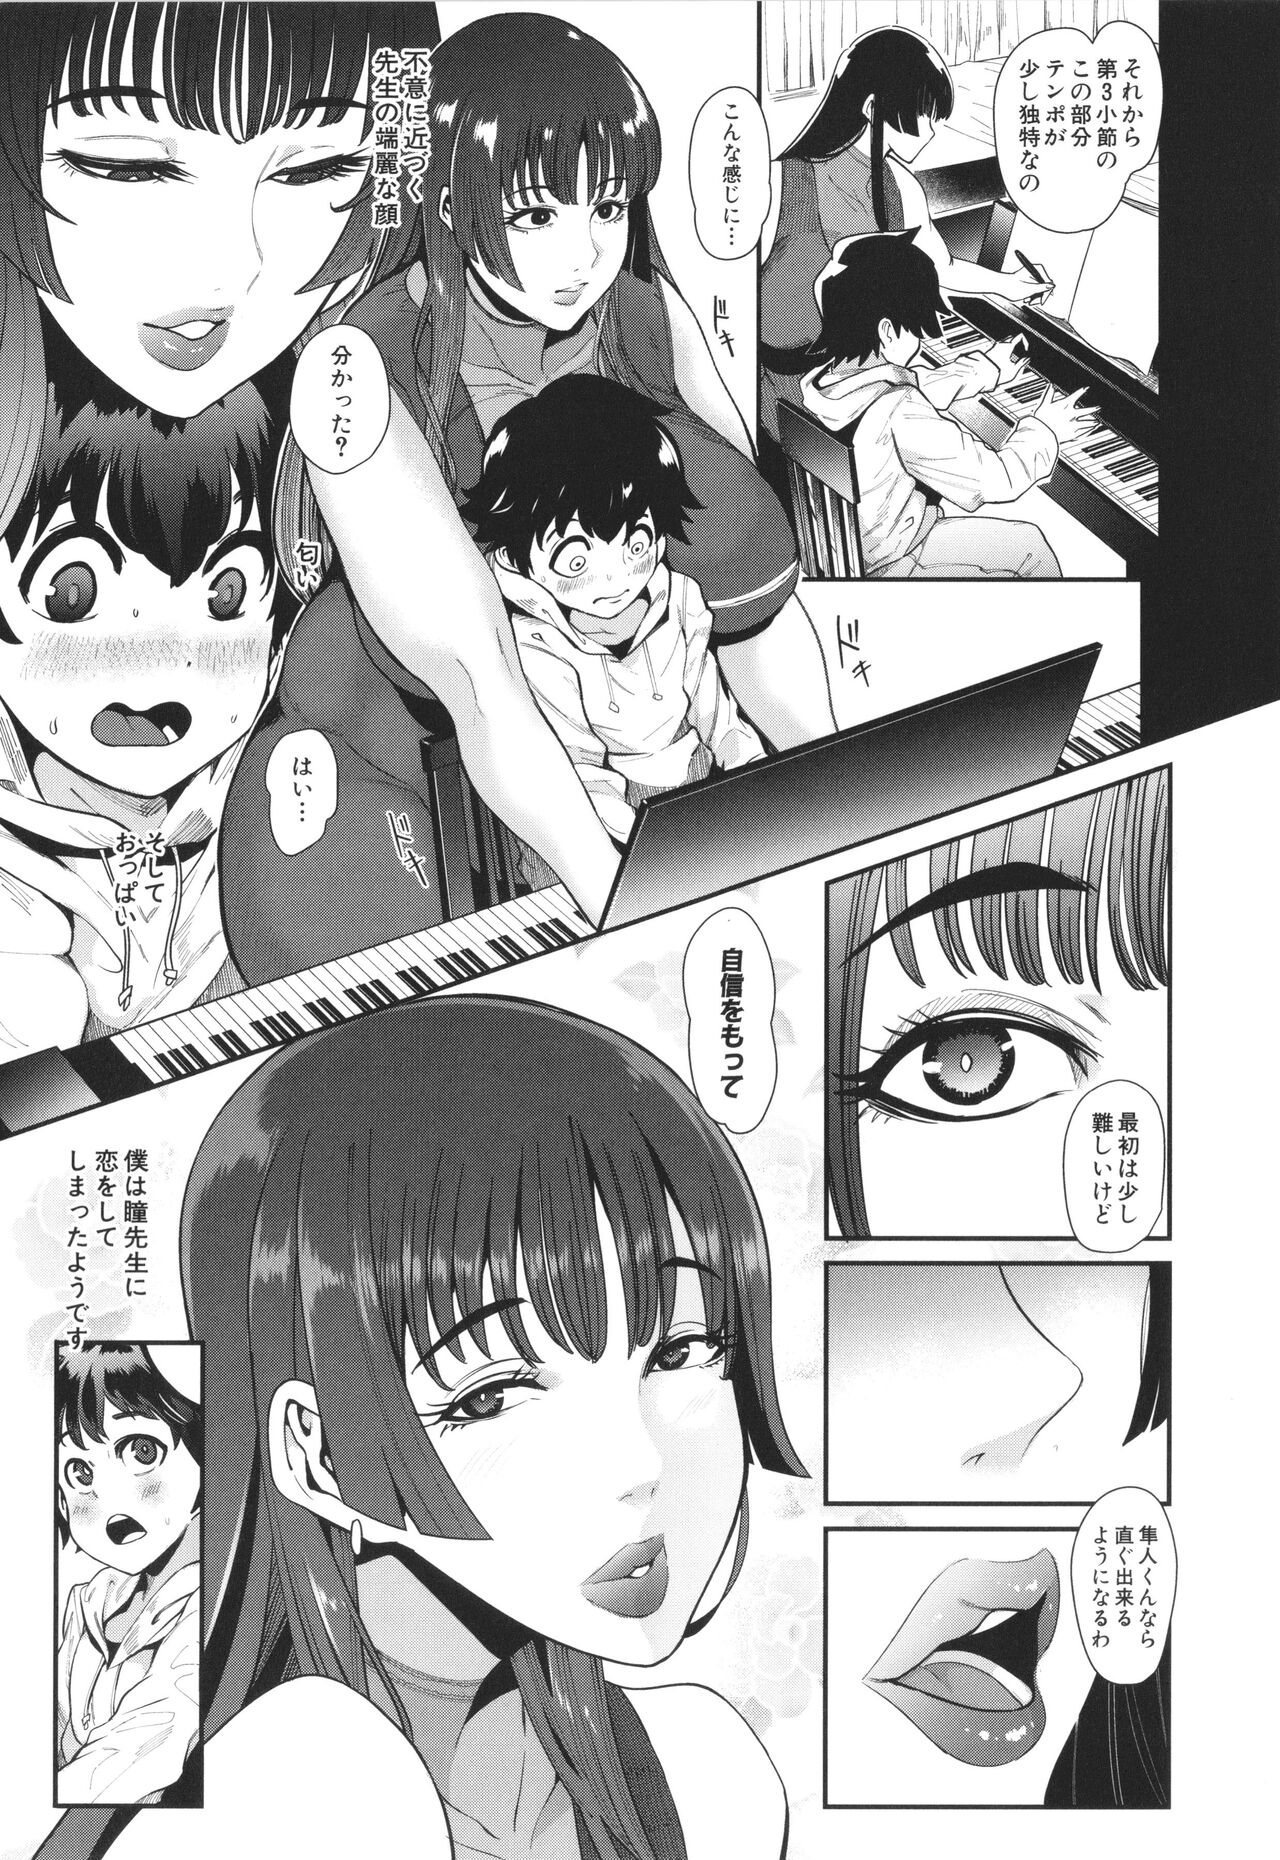 それから
第3小節の
この部分
テンポが
少し独特なの
こんな感じに…
ドキ
不意に近づく
先生の端麗な顔
分かった？
匂い
ドキ
はい…
ドキ
そして
おっぱい
最初は少し
難しいけど
隼人くんなら
直ぐ出来る
ようになるわ
自信をもって
僕は瞳先生に
恋をして
しまったようです